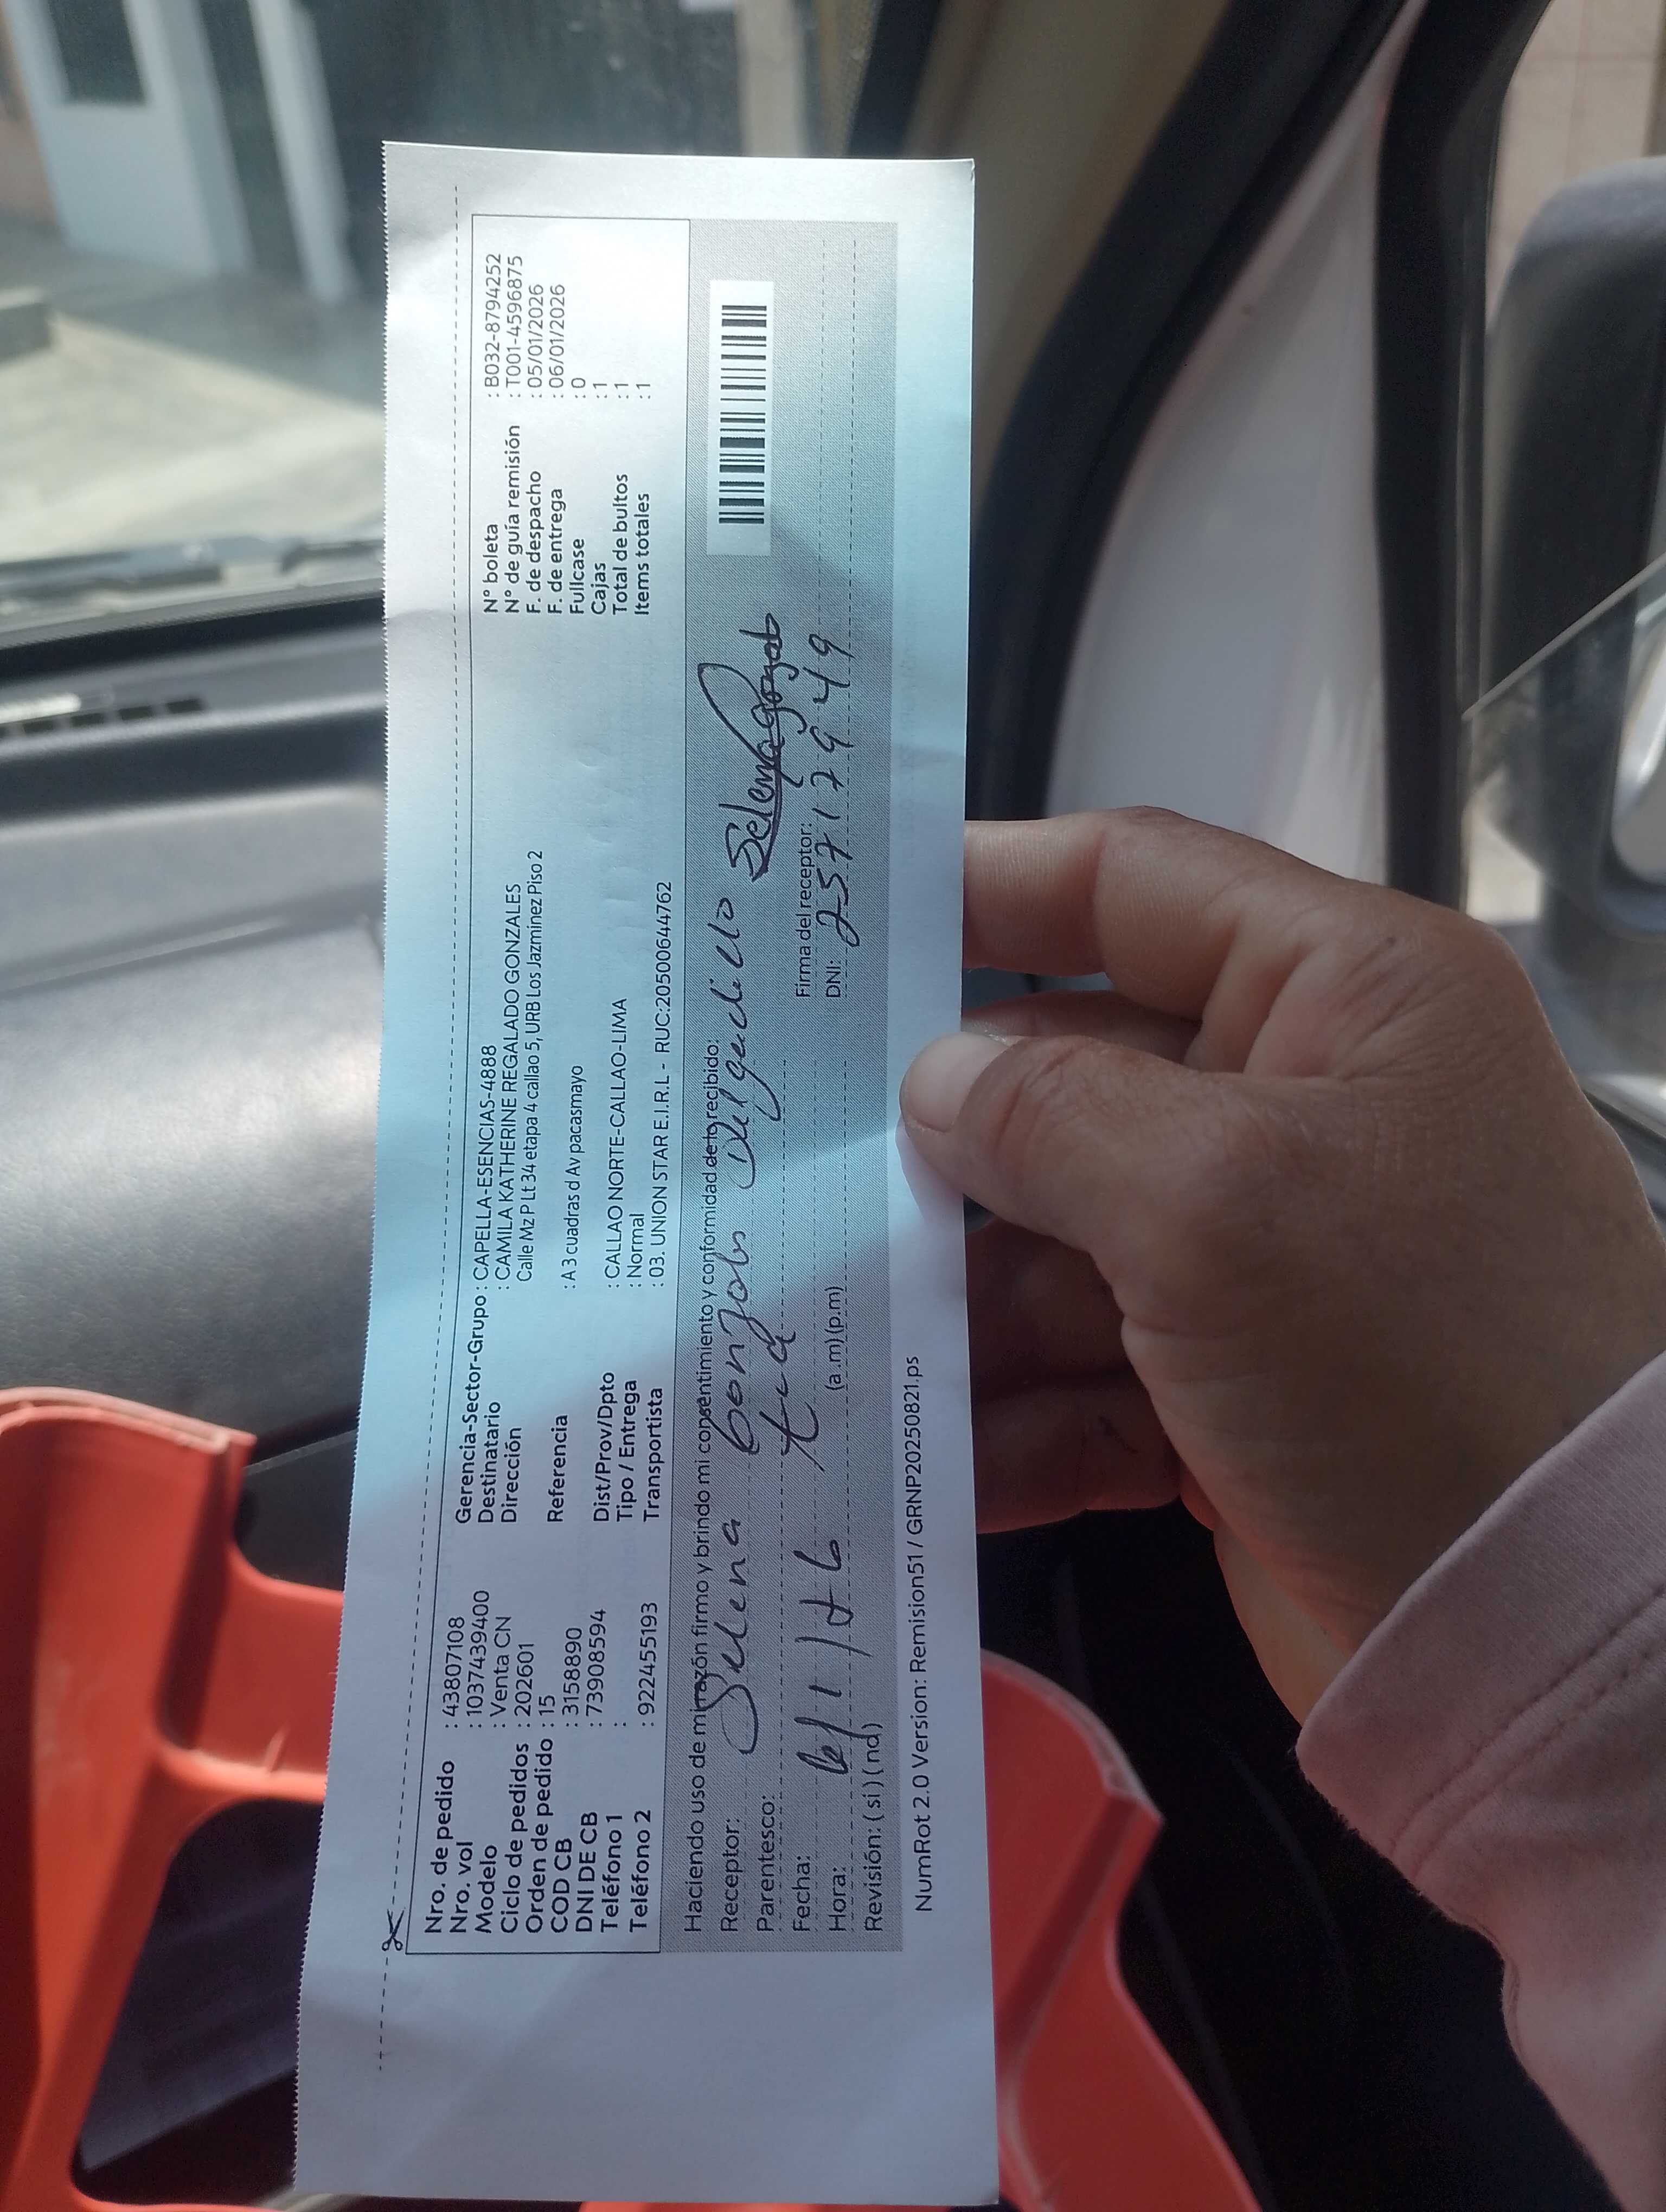 Nro. de pedido : 43807108
Nro. vol : 1037439400
Modelo : Venta CN
Ciclo de pedidos : 202601
Orden de pedido : 15
COD CB : 3158890
DNI DE CB : 73908594
Teléfono 1 :
Teléfono 2 : 922455193
Gerencia-Sector-Grupo : CAPELLA-ESENCIAS-4888
Destinatario : CAMILA KATHERINE REGALADO GONZALES
Dirección Calle Mz P Lt 34 etapa 4 callao 5, URB Los Jazminez Piso 2
Referencia : A 3 cuadras d Av pacasmayo
Dist/Prov/Dpto : CALLAO NORTE-CALLAO-LIMA
Tipo / Entrega : Normal
Transportista : 03. UNION STAR E.I.R.L - RUC:20500644762
N° boleta : B032-8794252
N° de guía remisión : T001-4596875
F. de despacho : 05/01/2026
F. de entrega : 06/01/2026
Fullcase : 0
Cajas : 1
Total de bultos : 1
Items totales : 1
Haciendo uso de mi razón firmo y brindo mi consentimiento y conformidad de lo recibido:
Receptor: Selena Gonzales Delgadillo
Parentesco:
Fecha:
Hora: (a.m) (p.m)
Revisión: ( si ) ( nd)
Firma del receptor:
DNI: 25717949
NumRot 2.0 Version: Remision51 / GRNP20250821.ps